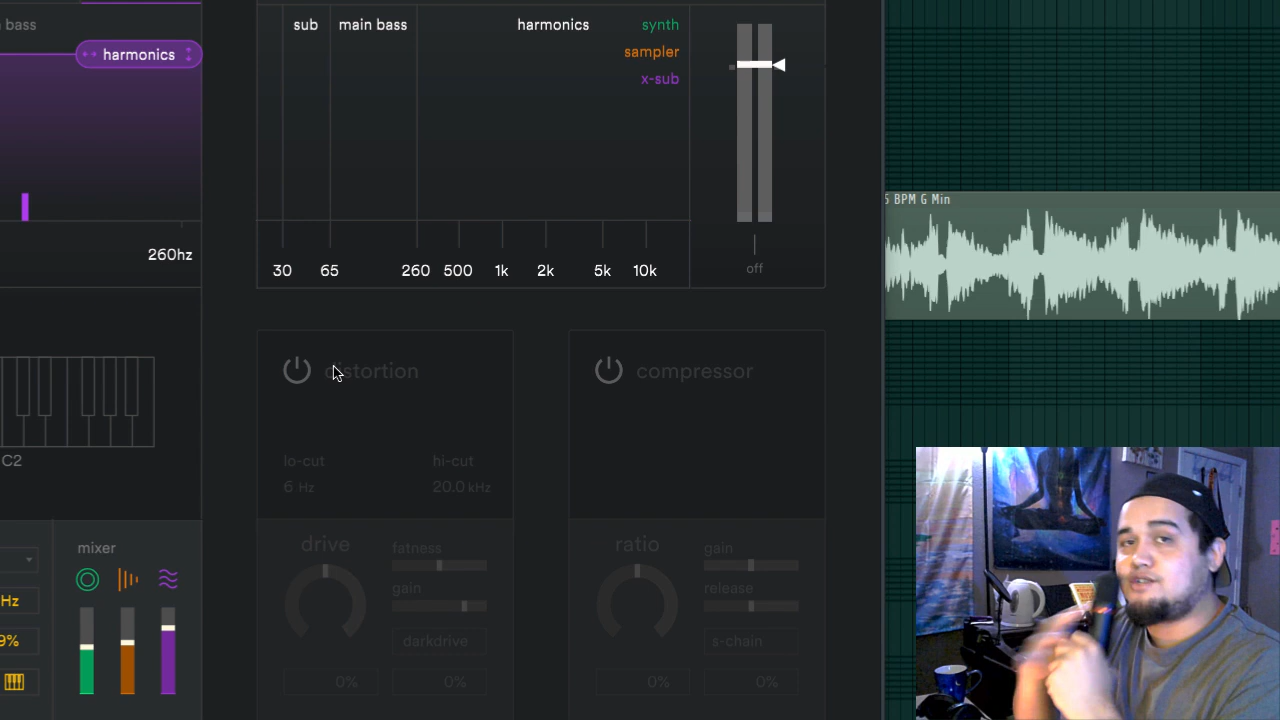 bass
harmonics
260hz
C2
Hz
9%
mixer
sub main bass harmonics synth
sampler
x-sub
30 65 260 500 1k 2k 5k 10k
off
distortion
lo-cut hi-cut
6 Hz 20.0 kHz
drive fatness
gain
darkdrive
0% 0%
compressor
ratio gain
release
s-chain
0% 0%
5 BPM G Min